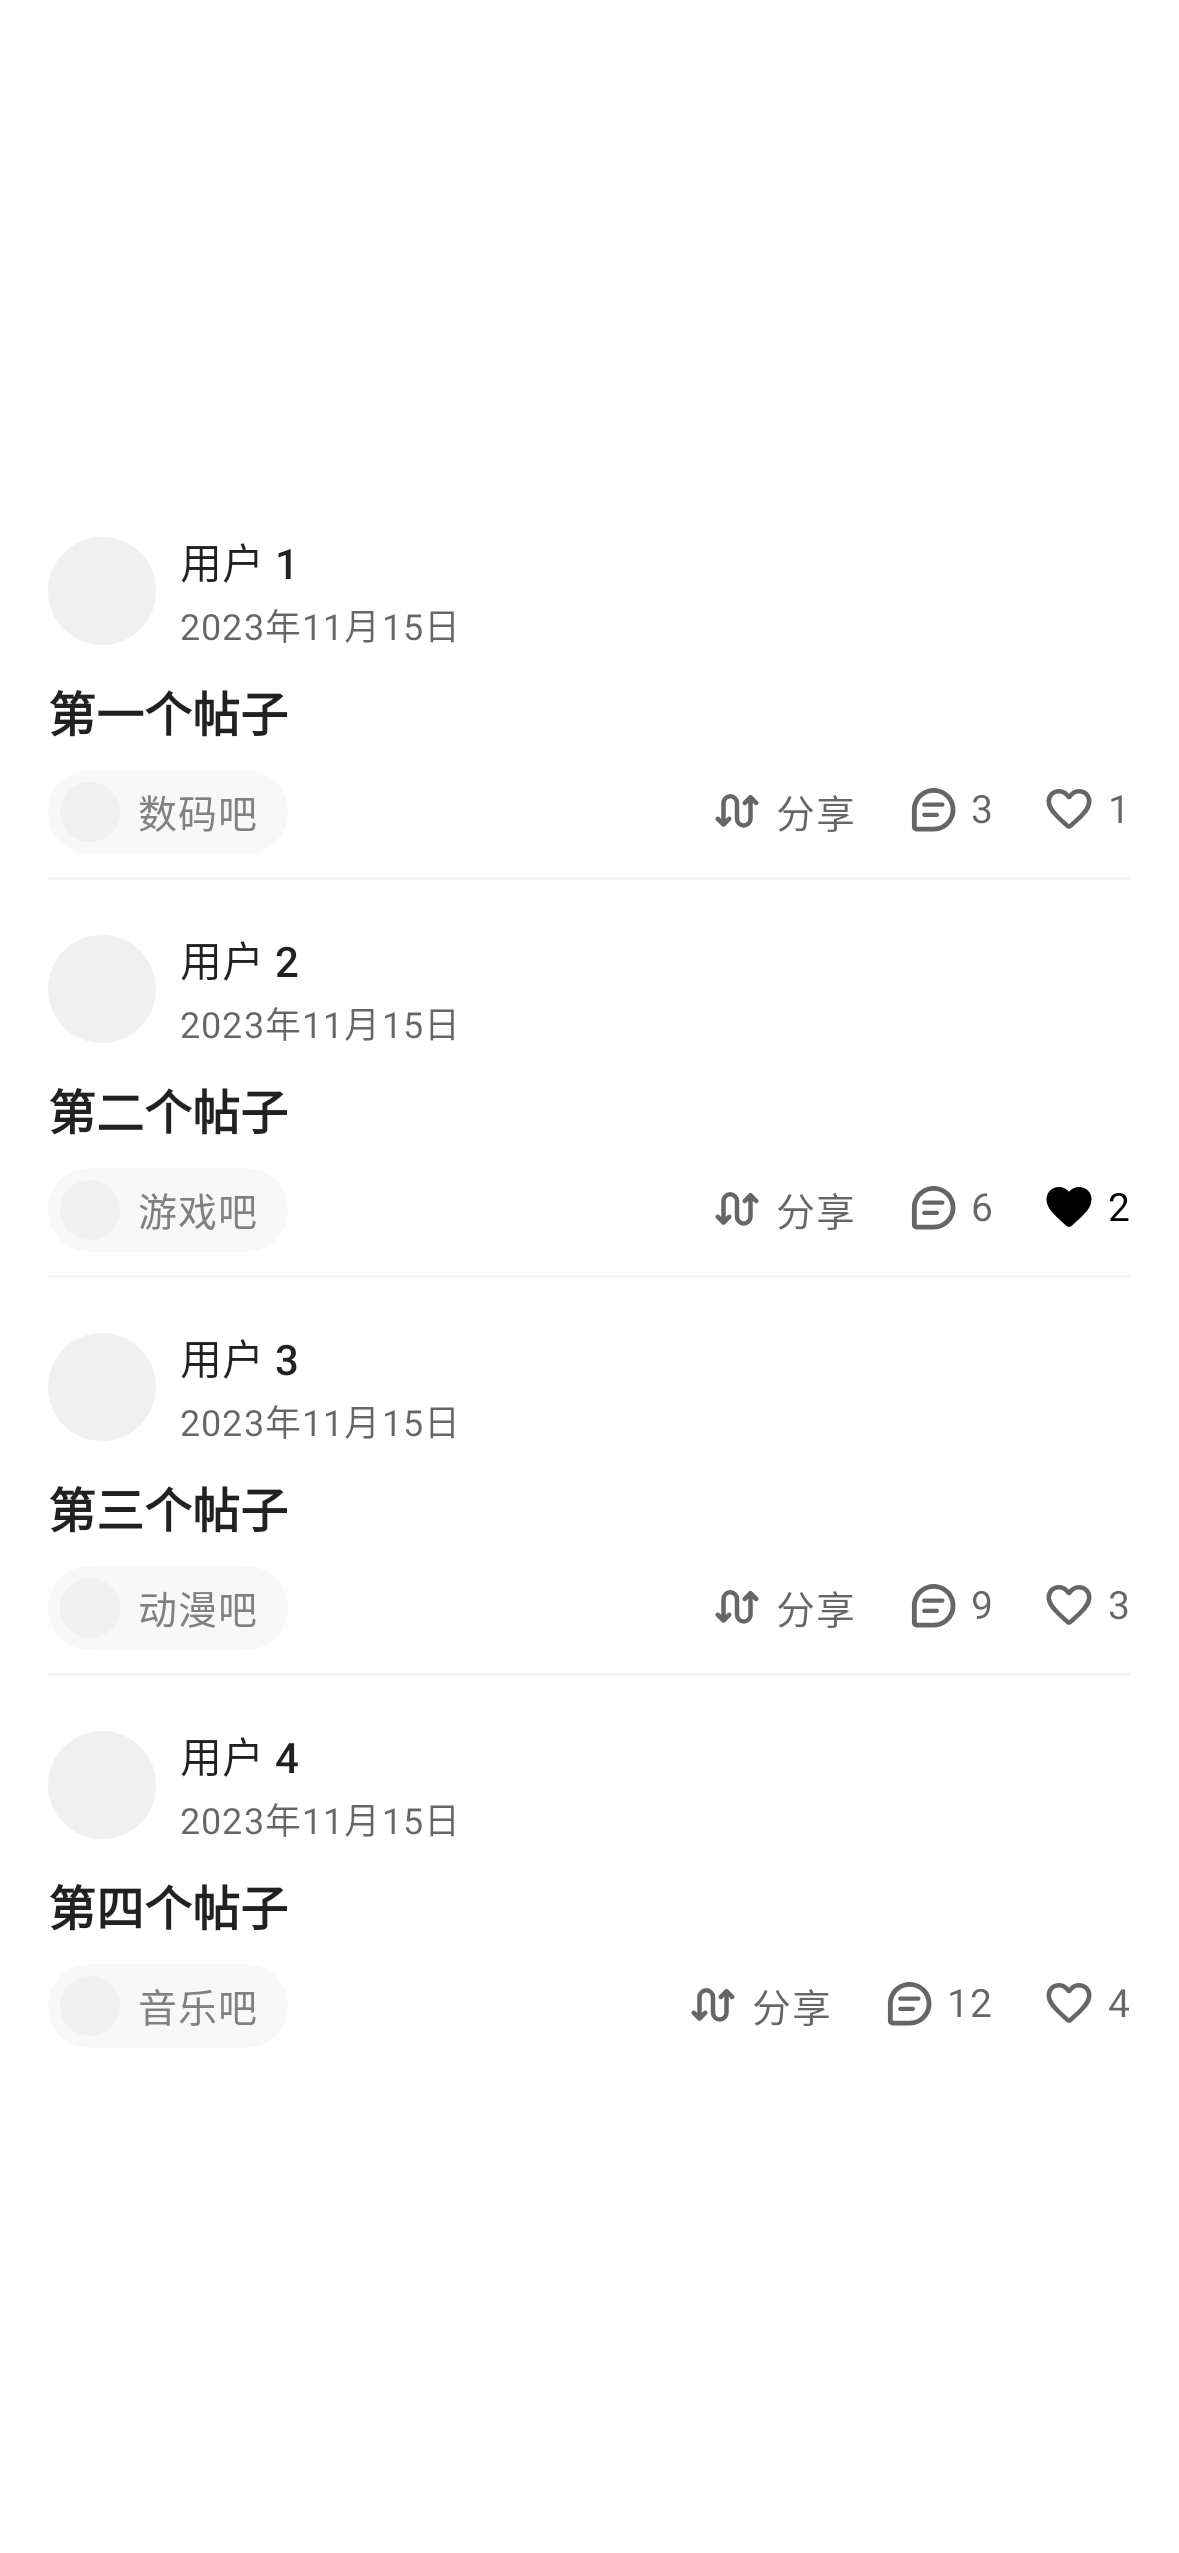 用户 1
2023年11月15日
第一个帖子
数码吧 分享 3 1
用户 2
2023年11月15日
第二个帖子
游戏吧 分享 6 2
用户 3
2023年11月15日
第三个帖子
动漫吧 分享 9 3
用户 4
2023年11月15日
第四个帖子
音乐吧 分享 12 4